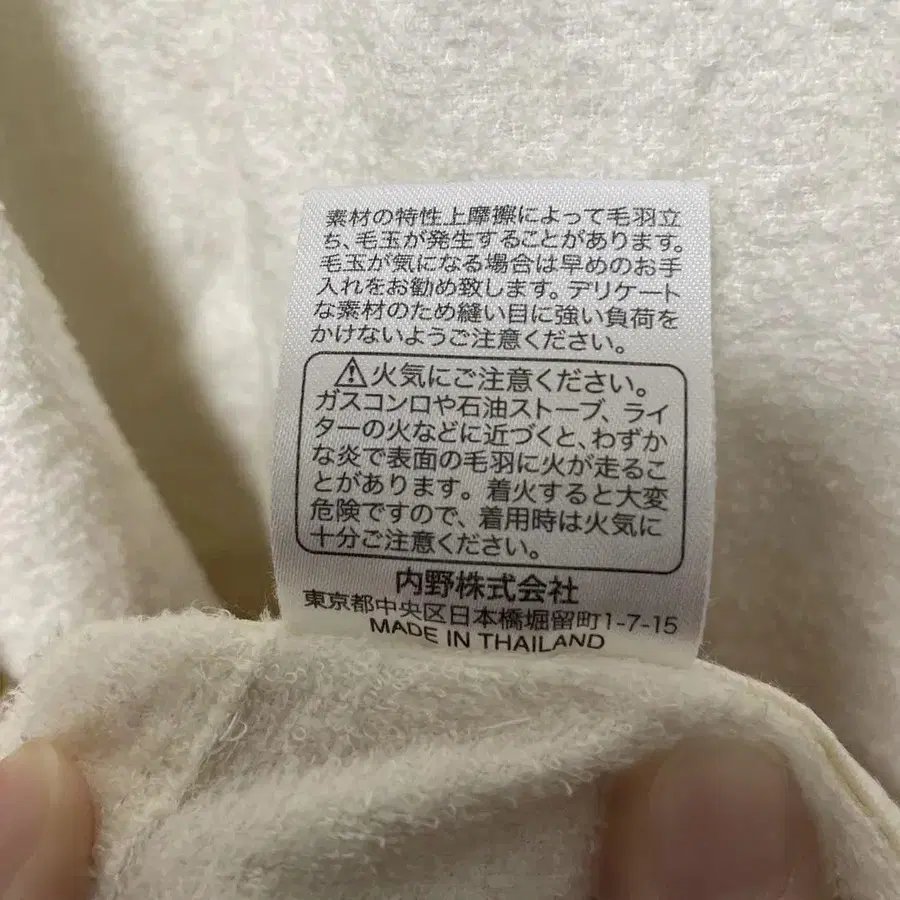 素材の特性上摩擦によって毛羽立
ち、毛玉が発生することがあります。
毛玉が気になる場合は早めのお手
入れをお勧め致します。デリケート
な素材のため縫い目に強い負荷を
かけないようご注意ください。
⚠火気にご注意ください。
ガスコンロや石油ストーブ、ライ
ターの火などに近づくと、わずか
な炎で表面の毛羽に火が走るこ
とがあります。着火すると大変
危険ですので、着用時は火気に
十分ご注意ください。
内野株式会社
東京都中央区日本橋堀留町1-7-15
MADE IN THAILAND